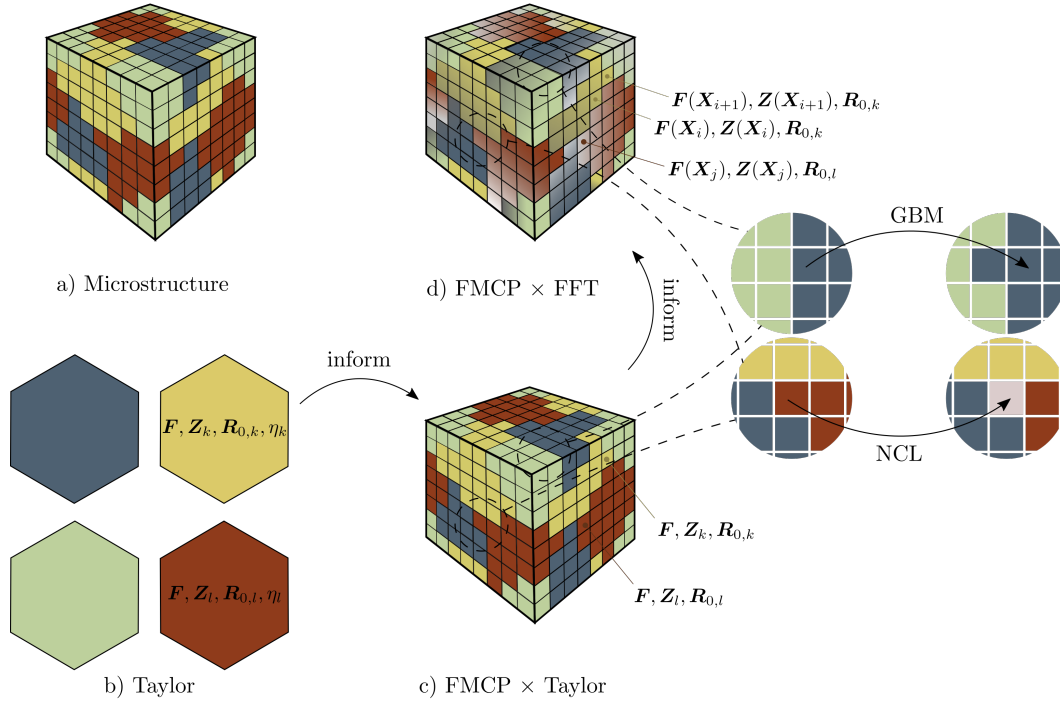 a) Microstructure
F(X_{i+1}), Z(X_{i+1}), R_{0,k}
F(X_i), Z(X_i), R_{0,k}
F(X_j), Z(X_j), R_{0,l}
d) FMCP × FFT
GBM
NCL
inform
inform
F, Z_k, R_{0,k}, η_k
F, Z_l, R_{0,l}, η_l
b) Taylor
F, Z_k, R_{0,k}
F, Z_l, R_{0,l}
c) FMCP × Taylor